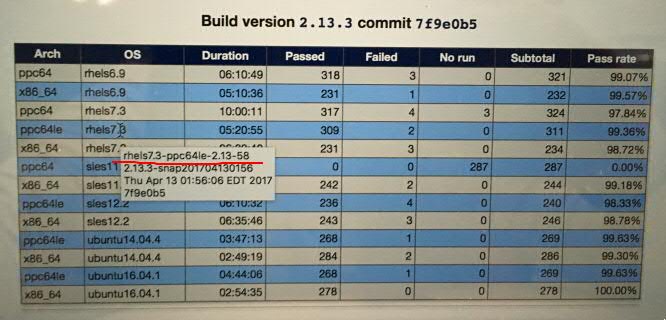 Build version 2.13.3 commit 7f9e0b5
Arch OS Duration Passed Failed No run Subtotal Pass rate
ppc64 rhels6.9 06:10:49 318 3 0 321 99.07%
x86_64 rhels6.9 05:10:36 231 1 0 232 99.57%
ppc64 rhels7.3 10:00:11 317 4 3 324 97.84%
ppc64le rhels7.3 05:20:55 309 2 0 311 99.36%
x86_64 231 3 0 234 98.72%
rhels7.3-ppc64le-2.13-58
ppc64 sles11 0 0 287 287 0.00%
2.13.3-snap201704130156
x86_64 sles11 242 2 0 244 99.18%
Thu Apr 13 01:56:06 EDT 2017
ppc64le sles12.2 06:10:32 236 4 0 240 98.33%
7f9e0b5
x86_64 sles12.2 06:35:46 243 3 0 246 98.78%
ppc64le ubuntu14.04.4 03:47:13 268 1 0 269 99.63%
x86_64 ubuntu14.04.4 02:49:19 284 2 0 286 99.30%
ppc64le ubuntu16.04.1 04:44:06 268 1 0 269 99.63%
x86_64 ubuntu16.04.1 02:54:35 278 0 0 278 100.00%